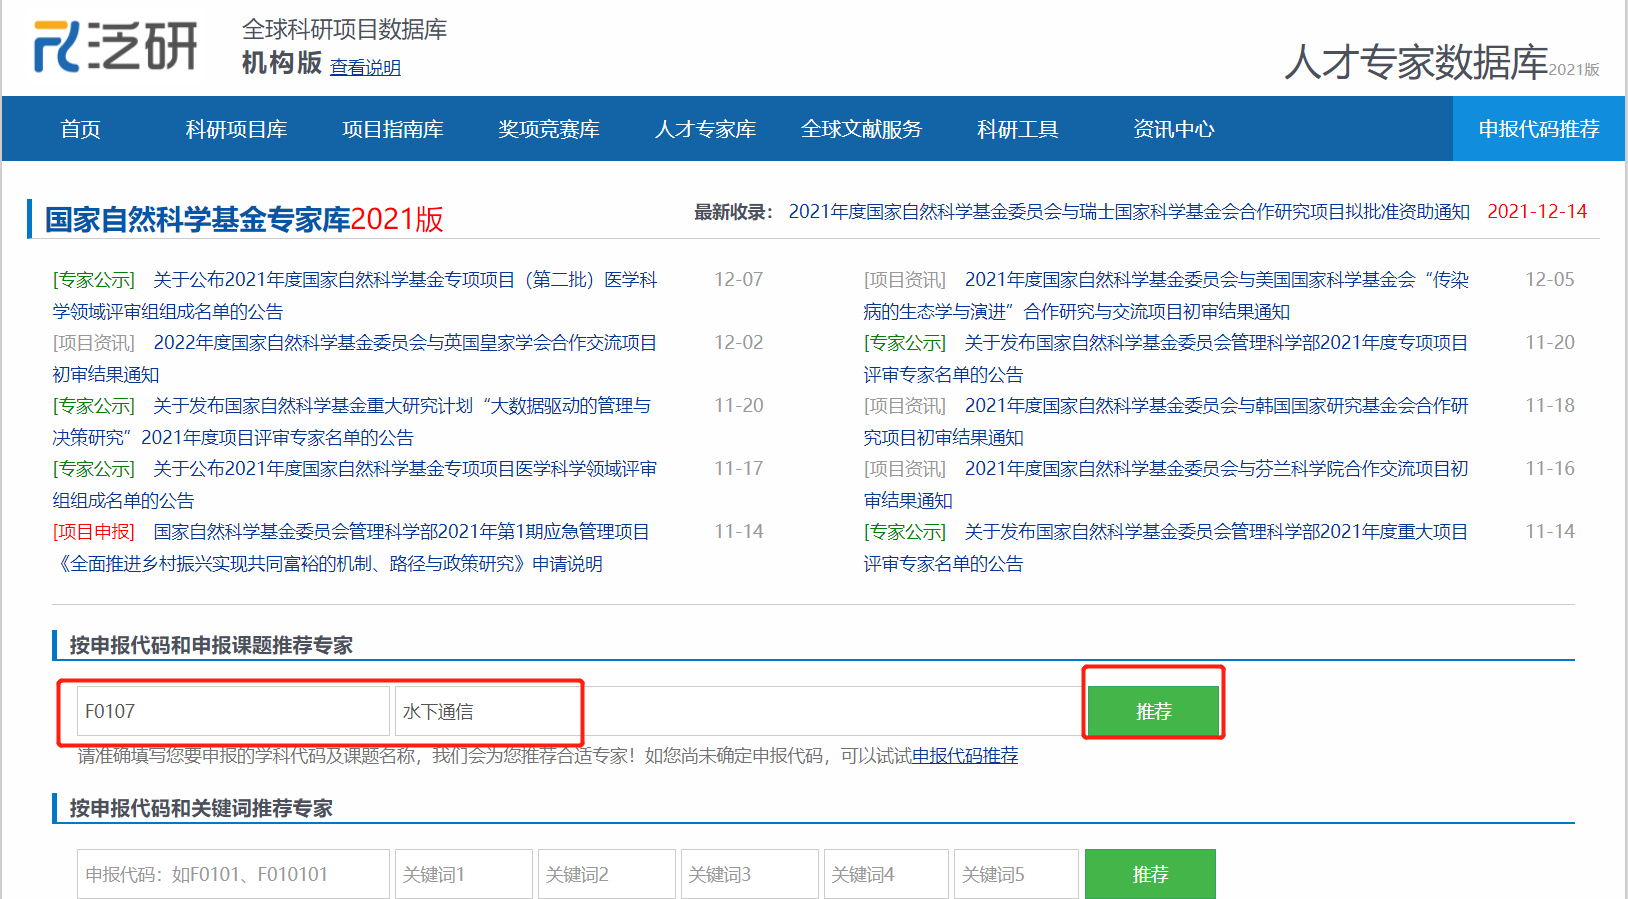 泛研
全球科研项目数据库
机构版 查看说明
人才专家数据库2021版
首页 科研项目库 项目指南库 奖项竞赛库 人才专家库 全球文献服务 科研工具 资讯中心 申报代码推荐
国家自然科学基金专家库2021版
最新收录： 2021年度国家自然科学基金委员会与瑞士国家科学基金会合作研究项目拟批准资助通知 2021-12-14
[专家公示] 关于公布2021年度国家自然科学基金专项项目（第二批）医学科 12-07
学领域评审组组成名单的公告
[项目资讯] 2022年度国家自然科学基金委员会与英国皇家学会合作交流项目 12-02
初审结果通知
[专家公示] 关于发布国家自然科学基金重大研究计划“大数据驱动的管理与 11-20
决策研究”2021年度项目评审专家名单的公告
[专家公示] 关于公布2021年度国家自然科学基金专项项目医学科学领域评审 11-17
组组成名单的公告
[项目申报] 国家自然科学基金委员会管理科学部2021年第1期应急管理项目 11-14
《全面推进乡村振兴实现共同富裕的机制、路径与政策研究》申请说明
[项目资讯] 2021年度国家自然科学基金委员会与美国国家科学基金会“传染 12-05
病的生态学与演进”合作研究与交流项目初审结果通知
[专家公示] 关于发布国家自然科学基金委员会管理科学部2021年度专项项目 11-20
评审专家名单的公告
[项目资讯] 2021年度国家自然科学基金委员会与韩国国家研究基金会合作研 11-18
究项目初审结果通知
[项目资讯] 2021年度国家自然科学基金委员会与芬兰科学院合作交流项目初 11-16
审结果通知
[专家公示] 关于发布国家自然科学基金委员会管理科学部2021年度重大项目 11-14
评审专家名单的公告
按申报代码和申报课题推荐专家
F0107 水下通信 推荐
请准确填写您要申报的学科代码及课题名称，我们会为您推荐合适专家！如您尚未确定申报代码，可以试试申报代码推荐
按申报代码和关键词推荐专家
申报代码：如F0101、F010101 关键词1 关键词2 关键词3 关键词4 关键词5 推荐